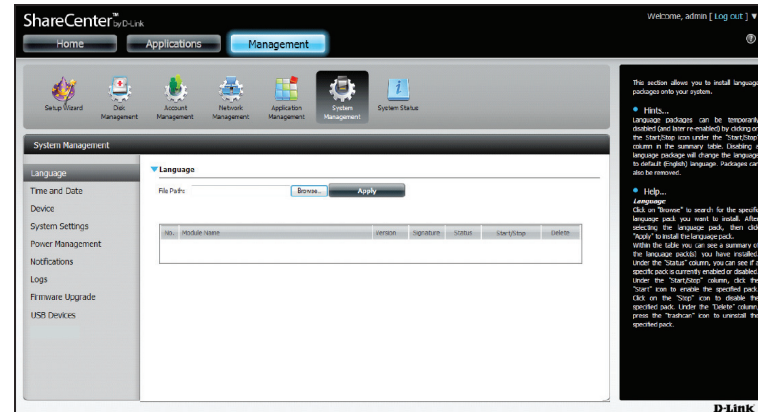 ShareCenter™ by D-Link
Welcome, admin [ Log out ] ▼
Home
Applications
Management
Setup Wizard
Disk
Management
Account
Management
Network
Management
Application
Management
System
Management
System Status
System Management
Language
Time and Date
Device
System Settings
Power Management
Notifications
Logs
Firmware Upgrade
USB Devices
Language
File Path:
Browse...
Apply
No. Module Name Version Signature Status Start/Stop Delete
This section allows you to install language
packages onto your system.
Hints...
Language packages can be temporarily
disabled (and later re-enabled) by clicking on
the Start/Stop icon under the "Start/Stop"
column in the summary table. Disabling a
language package will change the language
to default (English) language. Packages can
also be removed.
Help...
Language
Click on "Browse" to search for the specific
language pack you want to install. After
selecting the language pack, then click
"Apply" to install the language pack.
Within the table you can see a summary of
the language pack(s) you have installed.
Under the "Status" column, you can see if a
specific pack is currently enabled or disabled.
Under the "Start/Stop" column, click the
"Start" icon to enable the specified pack.
Click on the "Stop" icon to disable the
specified pack. Under the "Delete" column,
press the "trashcan" icon to uninstall the
specified pack.
D-Link